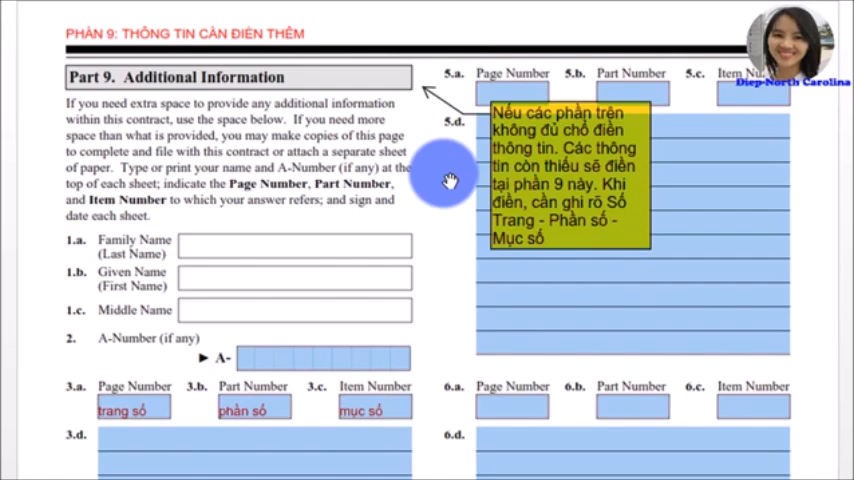 PHẦN 9: THÔNG TIN CẦN ĐIỀN THÊM
Part 9. Additional Information
If you need extra space to provide any additional information
within this contract, use the space below. If you need more
space than what is provided, you may make copies of this page
to complete and file with this contract or attach a separate sheet
of paper. Type or print your name and A-Number (if any) at the
top of each sheet; indicate the Page Number, Part Number,
and Item Number to which your answer refers; and sign and
date each sheet.
1.a. Family Name
(Last Name)
1.b. Given Name
(First Name)
1.c. Middle Name
2. A-Number (if any)
► A-
3.a. Page Number 3.b. Part Number 3.c. Item Number
trang số phần số mục số
3.d.
5.a. Page Number 5.b. Part Number 5.c. Item
Diep-North Carolina
5.d.
Nếu các phần trên
không đủ chổ điền
thông tin. Các thông
tin còn thiếu sẽ điền
tại phần 9 này. Khi
điền, cần ghi rõ Số
Trang - Phần số -
Mục số
6.a. Page Number 6.b. Part Number 6.c. Item Number
6.d.